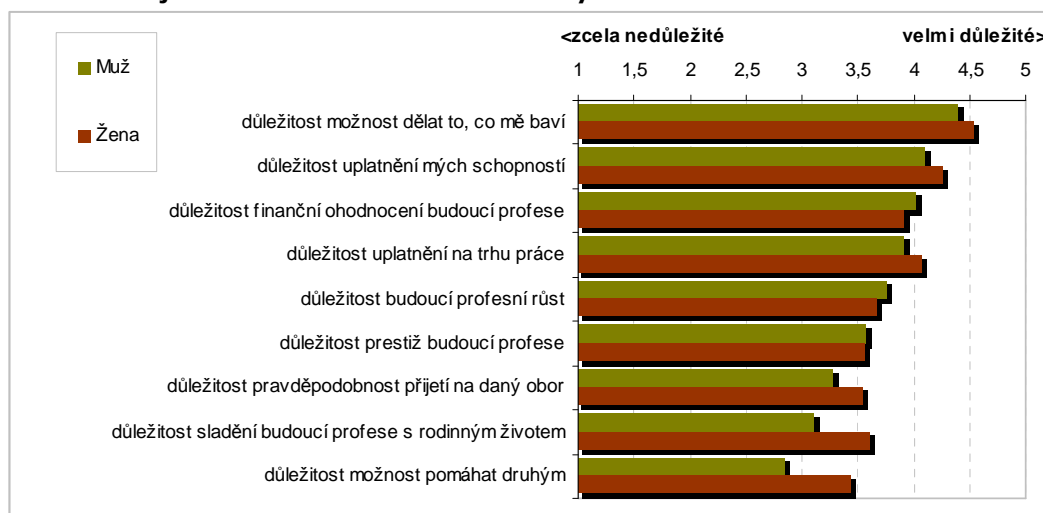 Muž
Žena
<zcela nedůležité velmi důležité>
1 1,5 2 2,5 3 3,5 4 4,5 5
důležitost možnost dělat to, co mě baví
důležitost uplatnění mých schopností
důležitost finanční ohodnocení budoucí profese
důležitost uplatnění na trhu práce
důležitost budoucí profesní růst
důležitost prestiž budoucí profese
důležitost pravděpodobnost přijetí na daný obor
důležitost sladění budoucí profese s rodinným životem
důležitost možnost pomáhat druhým